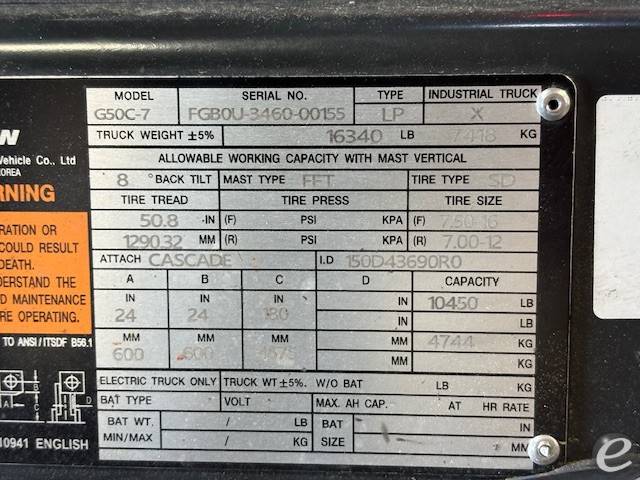 MODEL SERIAL NO. TYPE INDUSTRIAL TRUCK
G50C-7 FGB0U-3460-00155 LP X
TRUCK WEIGHT ±5% 16340 LB 7418 KG
ALLOWABLE WORKING CAPACITY WITH MAST VERTICAL
8 °BACK TILT MAST TYPE FFT TIRE TYPE SD
TIRE TREAD TIRE PRESS TIRE SIZE
50.8 ·IN (F) PSI KPA (F) 7.50-16
1290.32 MM (R) PSI KPA (R) 7.00-12
ATTACH CASCADE I.D 150D43690R0
A B C D CAPACITY
IN IN IN IN 10450 LB
24 24 180
MM MM MM MM 4744 KG
600 600 4575
ELECTRIC TRUCK ONLY TRUCK WT ±5%. W/O BAT LB KG
BAT TYPE VOLT MAX. AH CAP. AT HR RATE
BAT WT. / LB BAT IN
MIN/MAX / KG SIZE MM
W
Vehicle Co., Ltd
KOREA
RNING
RATION OR
COULD RESULT
DEATH.
DERSTAND THE
D MAINTENANCE
RE OPERATING.
TO ANSI/ITSDF B56.1
A B C D
10941 ENGLISH
e